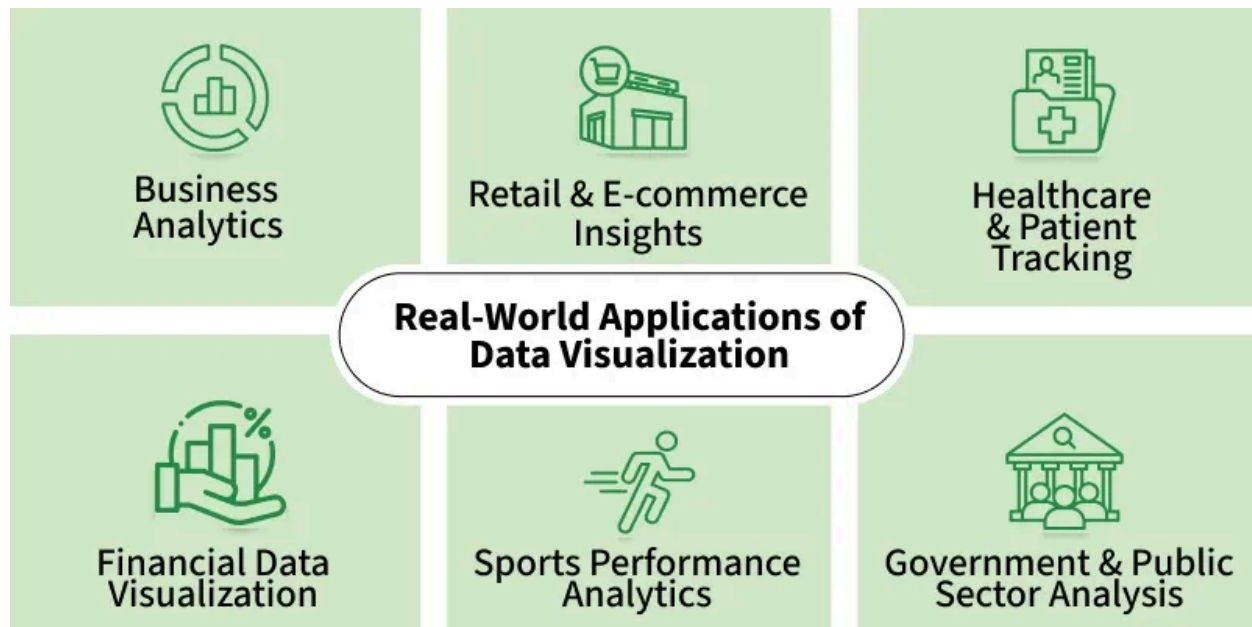 Business
Analytics
Retail & E-commerce
Insights
Healthcare
& Patient
Tracking
Real-World Applications of
Data Visualization
Financial Data
Visualization
Sports Performance
Analytics
Government & Public
Sector Analysis